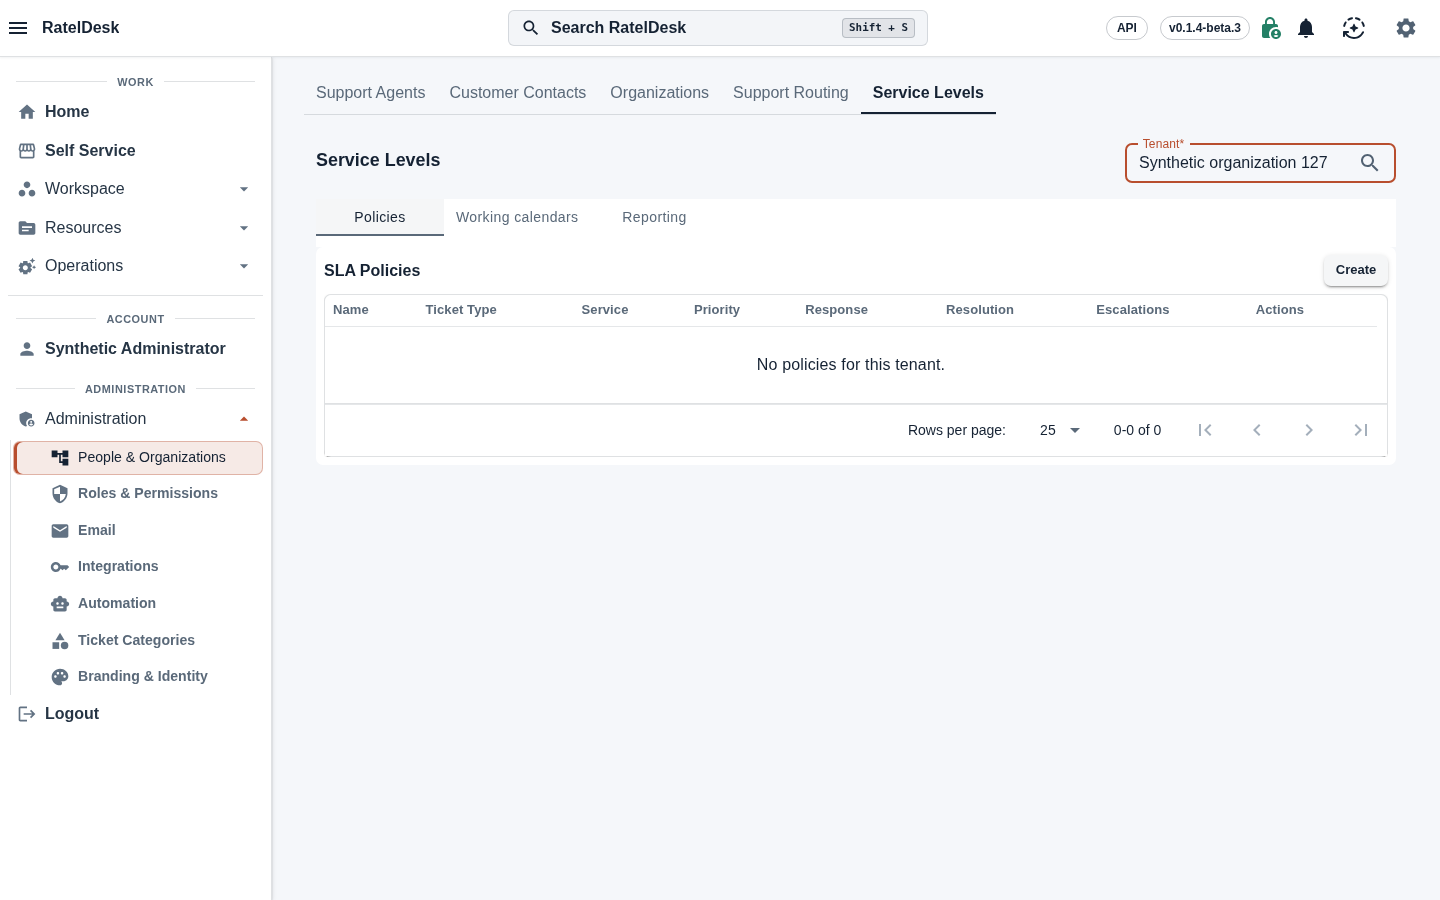 RatelDesk
Search RatelDesk
Shift + S
API
v0.1.4-beta.3
WORK
Home
Self Service
Workspace
Resources
Operations
ACCOUNT
Synthetic Administrator
ADMINISTRATION
Administration
People & Organizations
Roles & Permissions
Email
Integrations
Automation
Ticket Categories
Branding & Identity
Logout
Support Agents Customer Contacts Organizations Support Routing Service Levels
Service Levels
Tenant*
Synthetic organization 127
Policies Working calendars Reporting
SLA Policies
Create
Name Ticket Type Service Priority Response Resolution Escalations Actions
No policies for this tenant.
Rows per page: 25 0-0 of 0